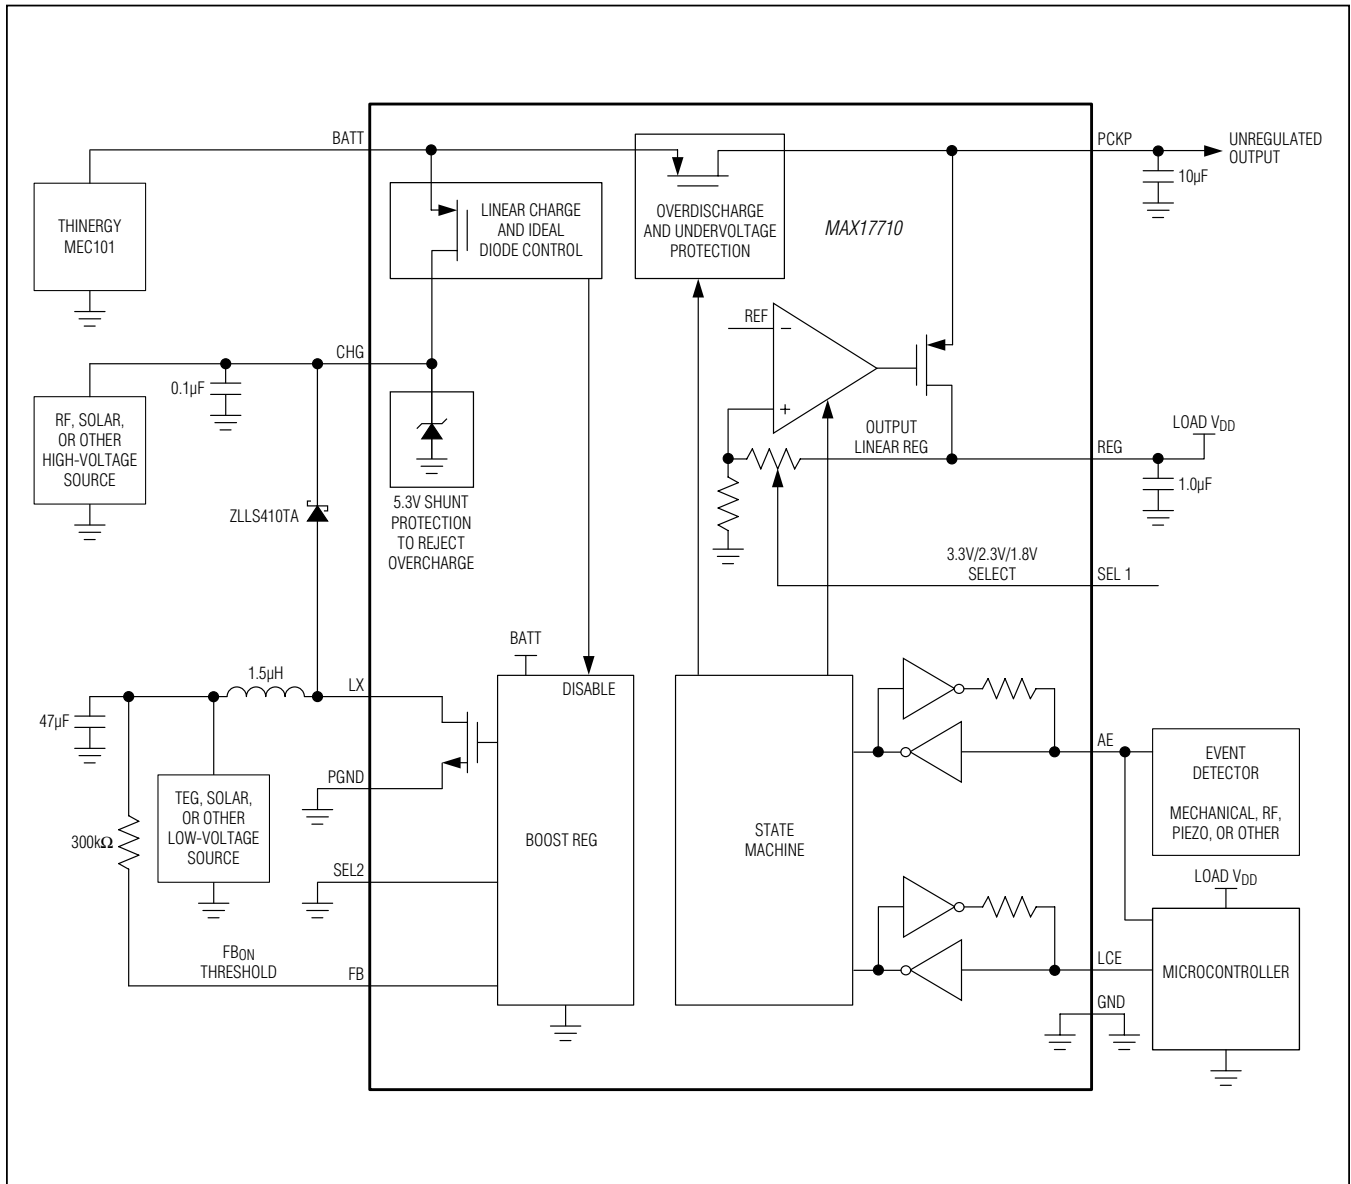 BATT
PCKP
UNREGULATED
OUTPUT
10µF
THINERGY
MEC101
LINEAR CHARGE
AND IDEAL
DIODE CONTROL
OVERDISCHARGE
AND UNDERVOLTAGE
PROTECTION
MAX17710
REF
−
+
CHG
0.1µF
RF, SOLAR,
OR OTHER
HIGH-VOLTAGE
SOURCE
ZLLS410TA
5.3V SHUNT
PROTECTION
TO REJECT
OVERCHARGE
OUTPUT
LINEAR REG
REG
LOAD VDD
1.0µF
3.3V/2.3V/1.8V
SELECT
SEL 1
BATT
DISABLE
1.5µH
LX
47µF
PGND
TEG, SOLAR,
OR OTHER
LOW-VOLTAGE
SOURCE
300kΩ
BOOST REG
SEL2
FBON
THRESHOLD
FB
STATE
MACHINE
AE
EVENT
DETECTOR
MECHANICAL, RF,
PIEZO, OR OTHER
LOAD VDD
LCE
MICROCONTROLLER
GND